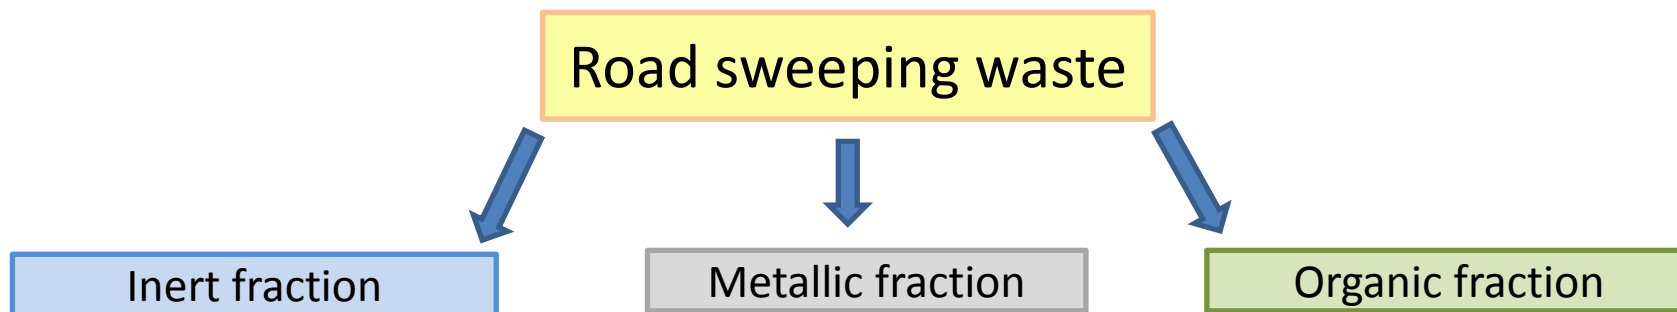 Road sweeping waste
Inert fraction
Metallic fraction
Organic fraction